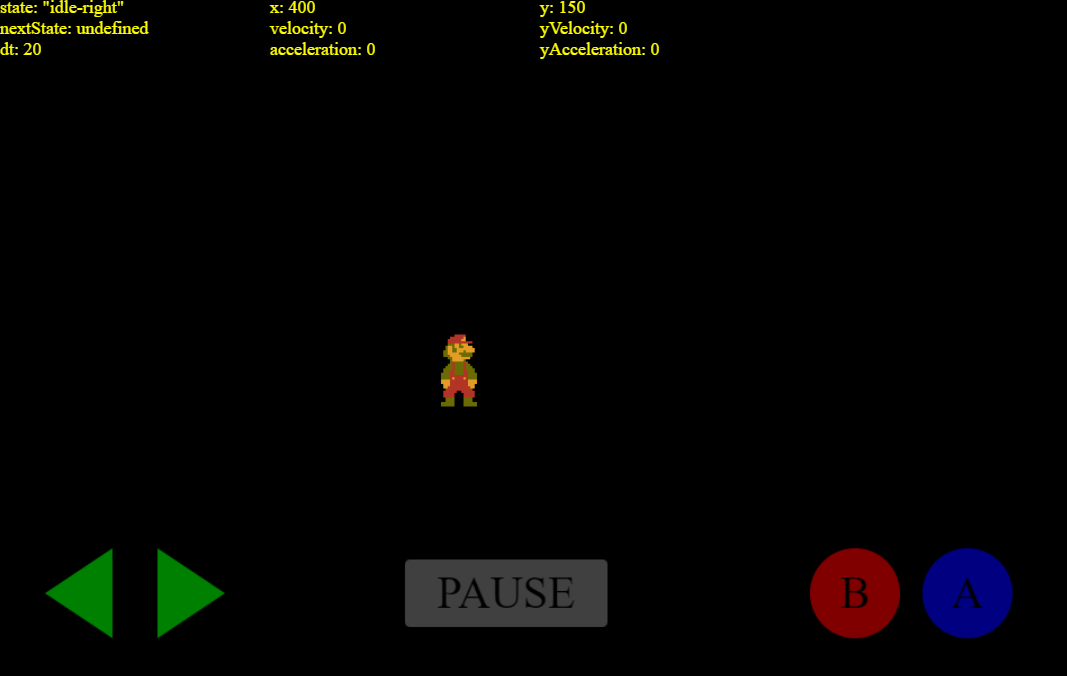 state: "idle-right" x: 400 y: 150
nextState: undefined velocity: 0 yVelocity: 0
dt: 20 acceleration: 0 yAcceleration: 0
PAUSE B A